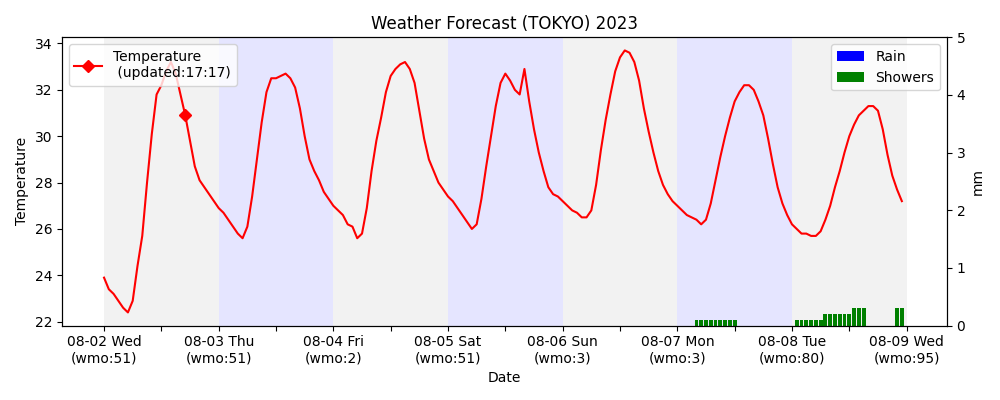 Weather Forecast (TOKYO) 2023
Temperature
(updated:17:17)
Rain
Showers
34
32
30
28
26
24
22
Temperature
5
4
3
2
1
0
mm
08-02 Wed
(wmo:51)
08-03 Thu
(wmo:51)
08-04 Fri
(wmo:2)
08-05 Sat
(wmo:51)
08-06 Sun
(wmo:3)
08-07 Mon
(wmo:3)
08-08 Tue
(wmo:80)
08-09 Wed
(wmo:95)
Date